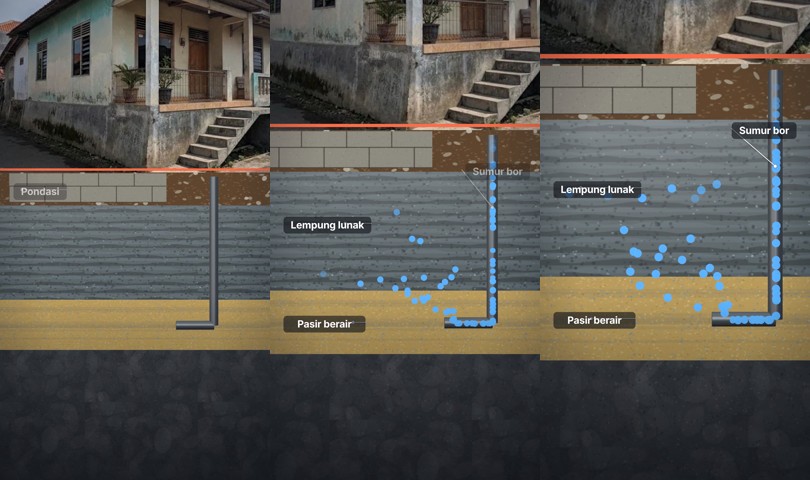 Pondasi
Sumur bor
Lempung lunak
Pasir berair
Sumur bor
Lempung lunak
Pasir berair